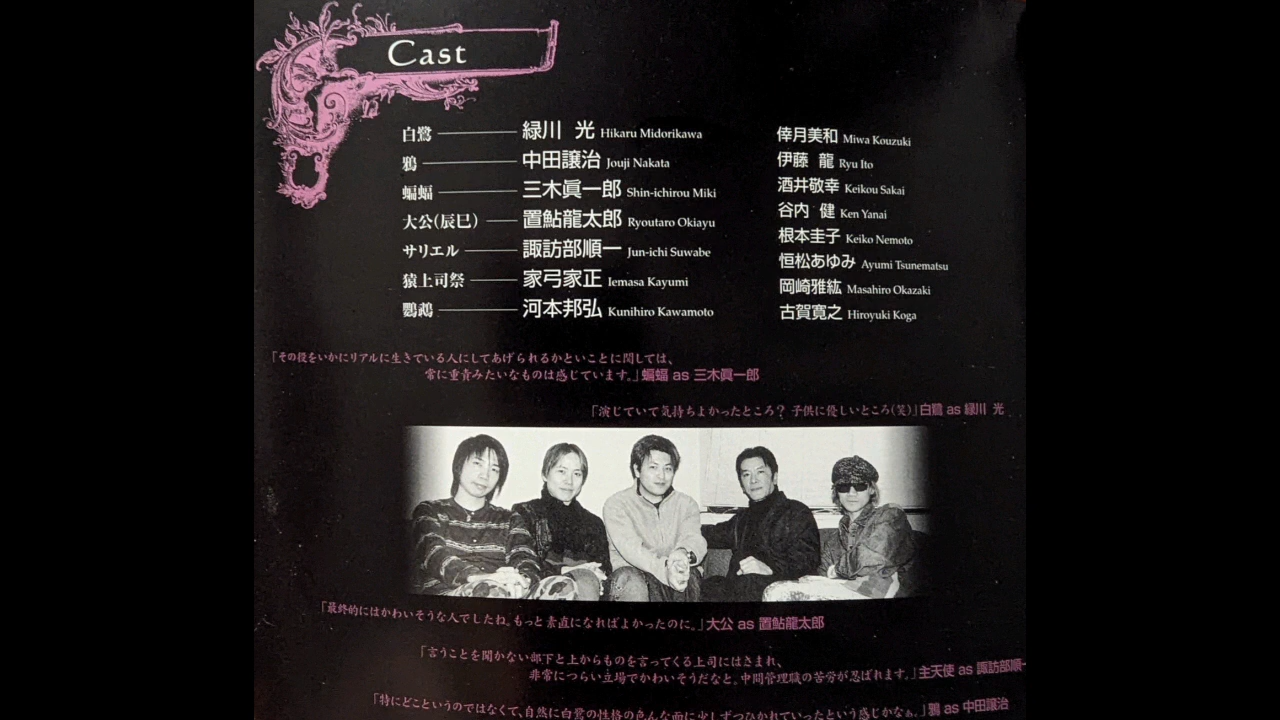 Cast
白鷺 緑川 光 Hikaru Midorikawa
鴉 中田譲治 Jouji Nakata
蝙蝠 三木眞一郎 Shin-ichirou Miki
大公(辰巳) 置鮎龍太郎 Ryoutaro Okiayu
サリエル 諏訪部順一 Jun-ichi Suwabe
猿上司祭 家弓家正 Iemasa Kayumi
鸚鵡 河本邦弘 Kunihiro Kawamoto
倖月美和 Miwa Kouzuki
伊藤 龍 Ryu Ito
酒井敬幸 Keikou Sakai
谷内 健 Ken Yanai
根本圭子 Keiko Nemoto
恒松あゆみ Ayumi Tsunematsu
岡崎雅紘 Masahiro Okazaki
古賀寛之 Hiroyuki Koga
「その役をいかにリアルに生きている人にしてあげられるかといことに関しては、
常に重責みたいなものは感じています。」蝙蝠 as 三木眞一郎
「演じていて気持ちよかったところ? 子供に優しいところ(笑)」白鷺 as 緑川 光
「最終的にはかわいそうな人でしたね。もっと素直になればよかったのに。」大公 as 置鮎龍太郎
「言うことを聞かない部下と上からものを言ってくる上司にはさまれ、
非常につらい立場でかわいそうだなと。中間管理職の苦労が忍ばれます。」主天使 as 諏訪部順一
「特にどこというのではなくて、自然に白鷺の性格の色んな面に少しずつひかれていったという感じかなぁ。」鴉 as 中田譲治